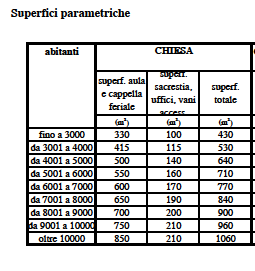 Superfici parametriche
abitanti CHIESA
superf. aula e cappella feriale superf. sacrestia, uffici, vani access. superf. totale
(m²) (m²) (m²)
fino a 3000 330 100 430
da 3001 a 4000 415 115 530
da 4001 a 5000 500 140 640
da 5001 a 6000 550 160 710
da 6001 a 7000 600 170 770
da 7001 a 8000 650 190 840
da 8001 a 9000 700 200 900
da 9001 a 10000 750 210 960
oltre 10000 850 210 1060